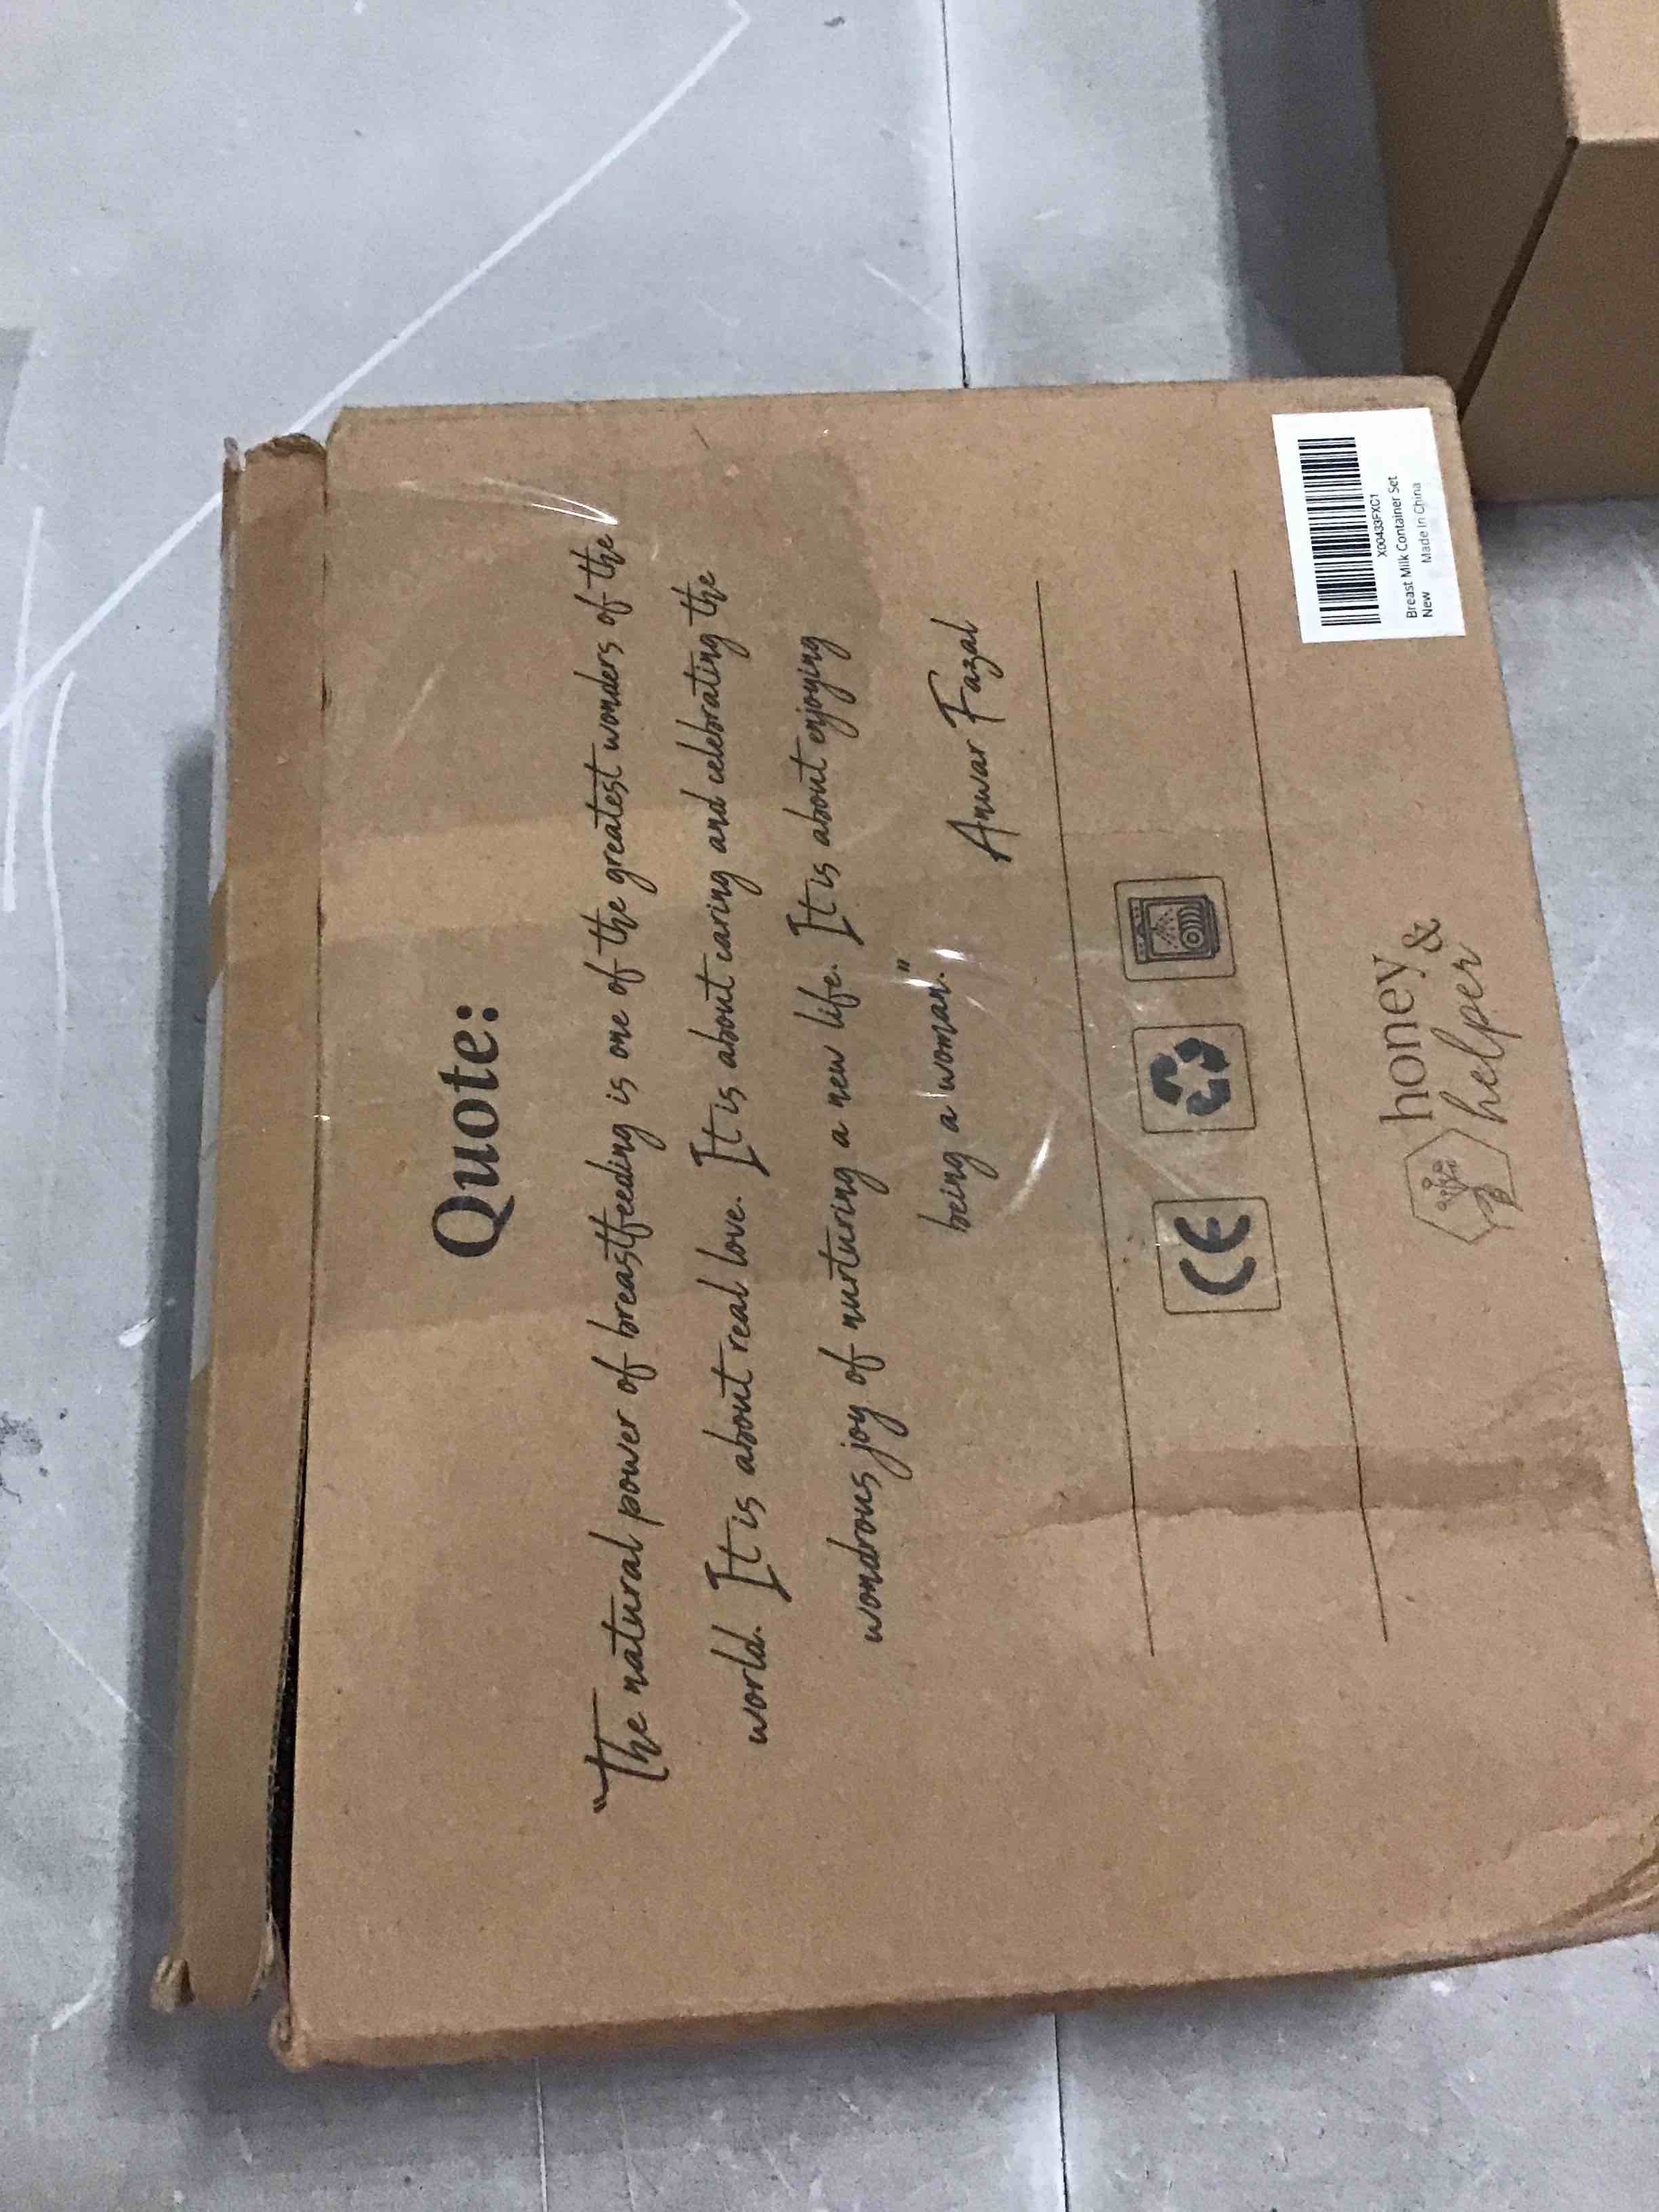 Quote:
"The natural power of breastfeeding is one of the greatest wonders of the
world. It is about real love. It is about caring and celebrating the
wondrous joy of nurturing a new life. It is about enjoying
being a woman."
Anwar Fazal
CE
honey &
helper
X00433FXC1
Breast Milk Container Set
New Made In China